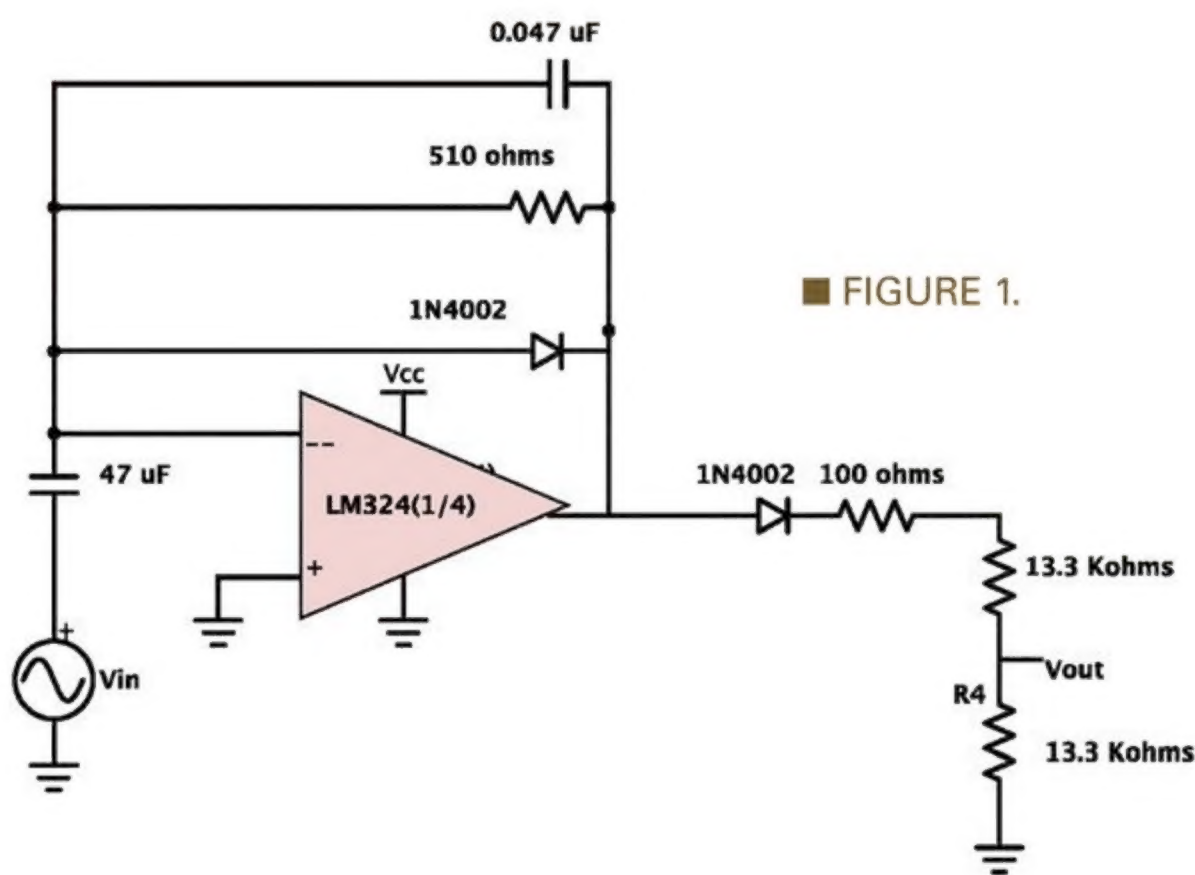 0.047 uF
510 ohms
■ FIGURE 1.
1N4002
Vcc
--
47 uF
1N4002 100 ohms
LM324(1/4)
+
13.3 Kohms
+
Vin
Vout
R4
13.3 Kohms